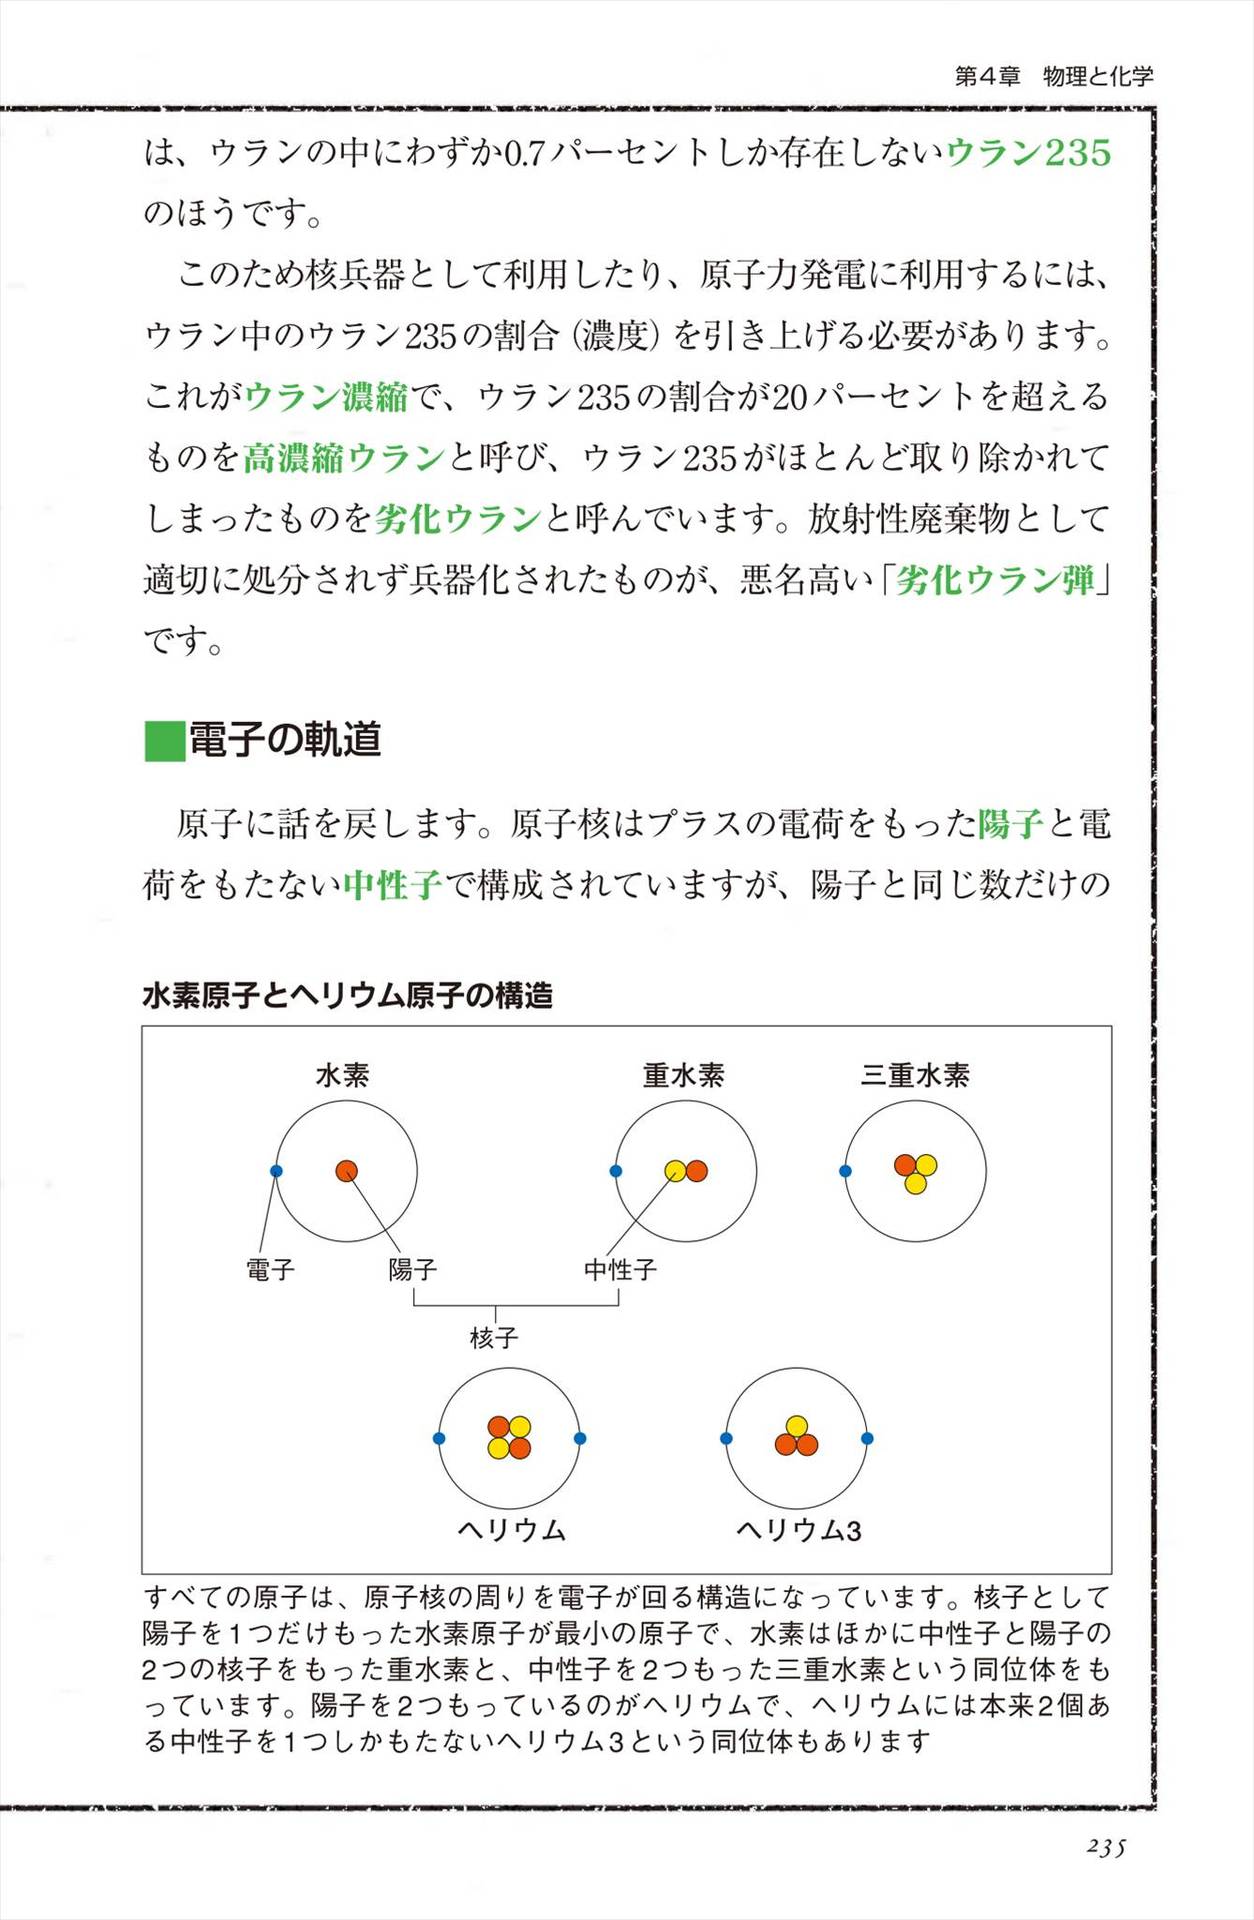 第4章　物理と化学
は、ウランの中にわずか0.7パーセントしか存在しないウラン235
のほうです。
　このため核兵器として利用したり、原子力発電に利用するには、
ウラン中のウラン235の割合（濃度）を引き上げる必要があります。
これがウラン濃縮で、ウラン235の割合が20パーセントを超える
ものを高濃縮ウランと呼び、ウラン235がほとんど取り除かれて
しまったものを劣化ウランと呼んでいます。放射性廃棄物として
適切に処分されず兵器化されたものが、悪名高い「劣化ウラン弾」
です。
■電子の軌道
　原子に話を戻します。原子核はプラスの電荷をもった陽子と電
荷をもたない中性子で構成されていますが、陽子と同じ数だけの
水素原子とヘリウム原子の構造
水素
重水素
三重水素
電子
陽子
中性子
核子
ヘリウム
ヘリウム3
すべての原子は、原子核の周りを電子が回る構造になっています。核子として
陽子を1つだけもった水素原子が最小の原子で、水素はほかに中性子と陽子の
2つの核子をもった重水素と、中性子を2つもった三重水素という同位体をも
っています。陽子を2つもっているのがヘリウムで、ヘリウムには本来2個あ
る中性子を1つしかもたないヘリウム3という同位体もあります
235